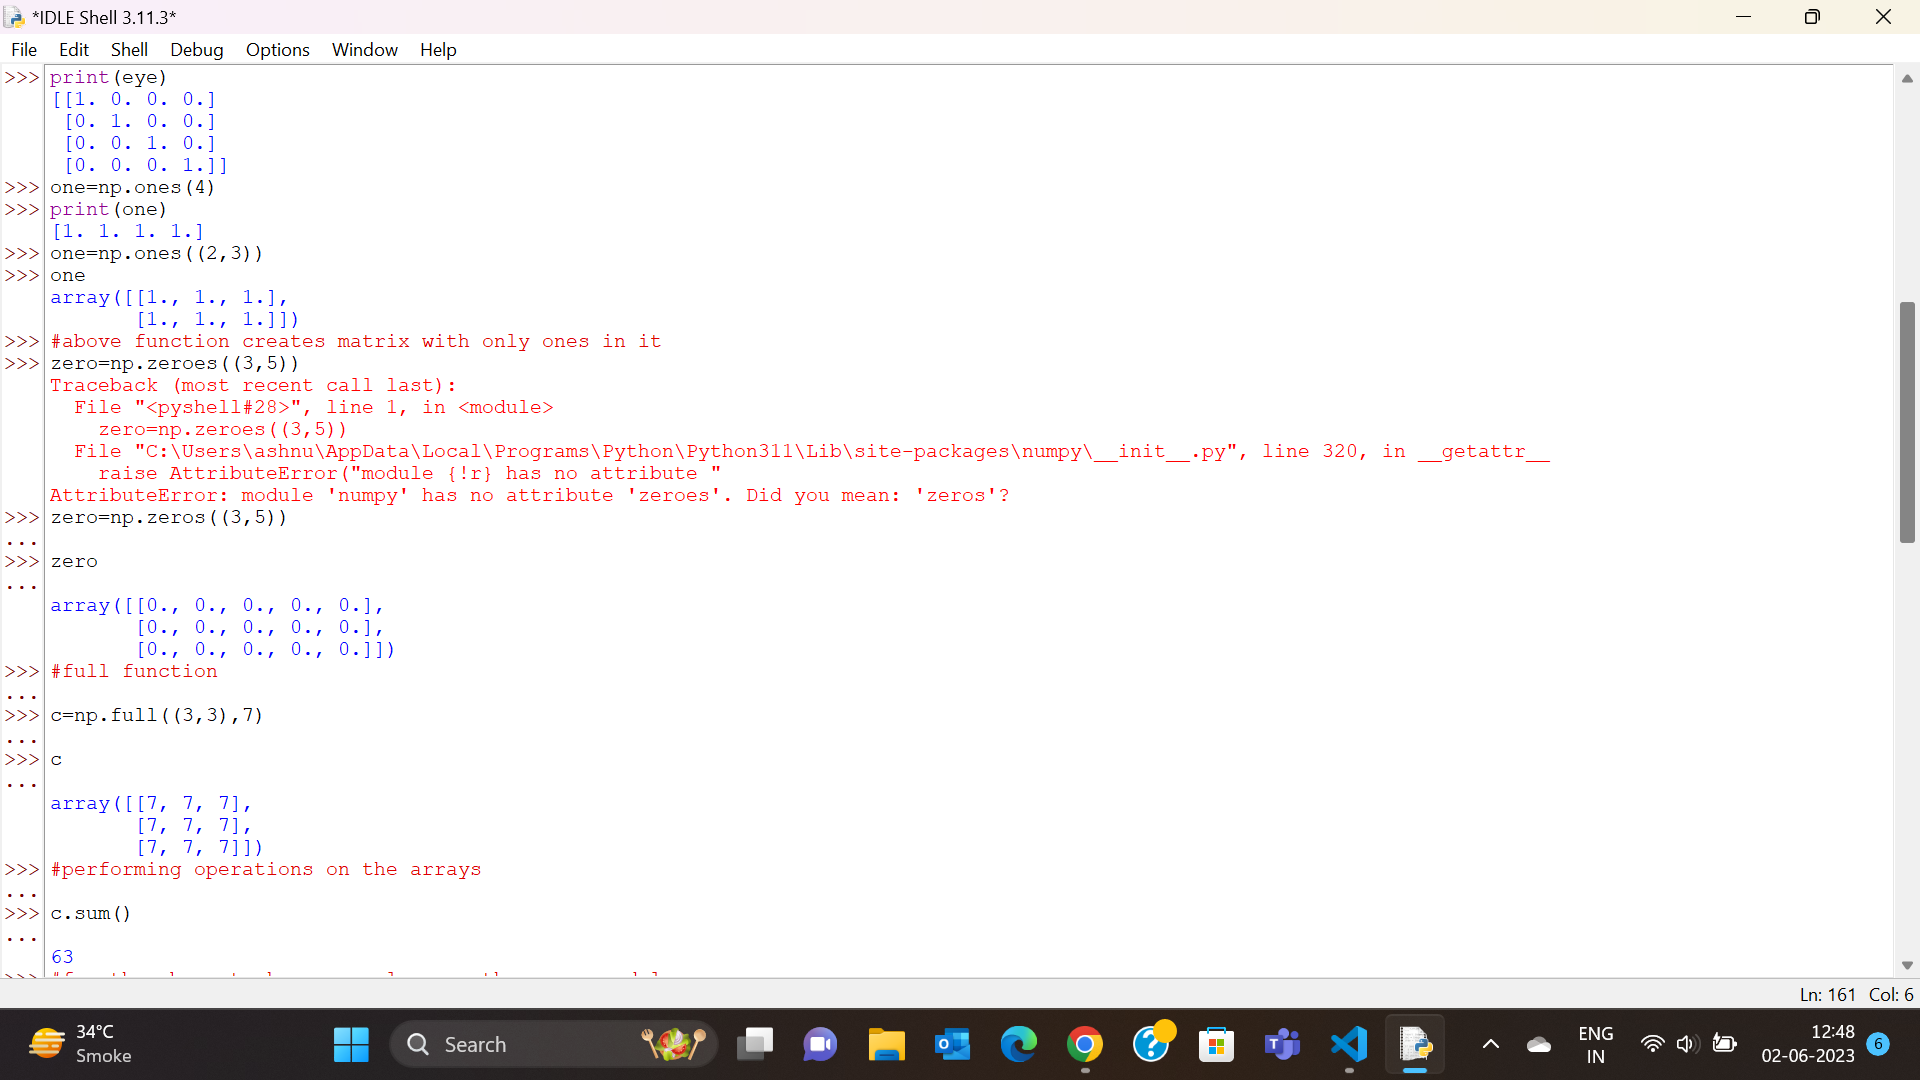 *IDLE Shell 3.11.3*
File Edit Shell Debug Options Window Help
>>> print(eye)
[[1. 0. 0. 0.]
 [0. 1. 0. 0.]
 [0. 0. 1. 0.]
 [0. 0. 0. 1.]]
>>> one=np.ones(4)
>>> print(one)
[1. 1. 1. 1.]
>>> one=np.ones((2,3))
>>> one
array([[1., 1., 1.],
       [1., 1., 1.]])
>>> #above function creates matrix with only ones in it
>>> zero=np.zeroes((3,5))
Traceback (most recent call last):
  File "<pyshell#28>", line 1, in <module>
    zero=np.zeroes((3,5))
  File "C:\Users\ashnu\AppData\Local\Programs\Python\Python311\Lib\site-packages\numpy\__init__.py", line 320, in __getattr__
    raise AttributeError("module {!r} has no attribute "
AttributeError: module 'numpy' has no attribute 'zeroes'. Did you mean: 'zeros'?
>>> zero=np.zeros((3,5))
...
>>> zero
...
array([[0., 0., 0., 0., 0.],
       [0., 0., 0., 0., 0.],
       [0., 0., 0., 0., 0.]])
>>> #full function
...
>>> c=np.full((3,3),7)
...
>>> c
...
array([[7, 7, 7],
       [7, 7, 7],
       [7, 7, 7]])
>>> #performing operations on the arrays
...
>>> c.sum()
...
63
Ln: 161 Col: 6
34°C
Smoke
Search
ENG
IN
12:48
02-06-2023
6